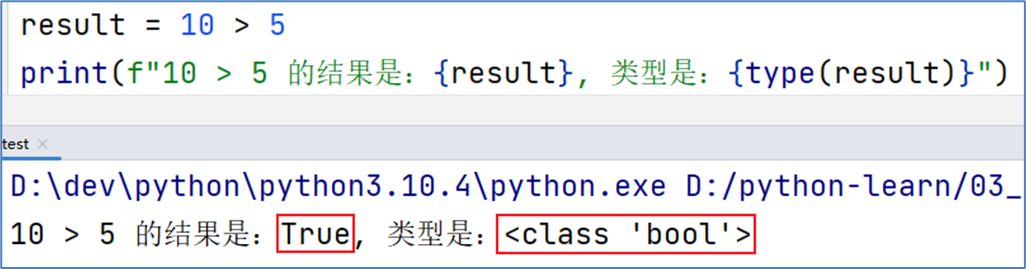 result = 10 > 5
print(f"10 > 5 的结果是：{result}, 类型是：{type(result)}")
test ×
D:\dev\python\python3.10.4\python.exe D:/python-learn/03_
10 > 5 的结果是：True, 类型是：<class 'bool'>